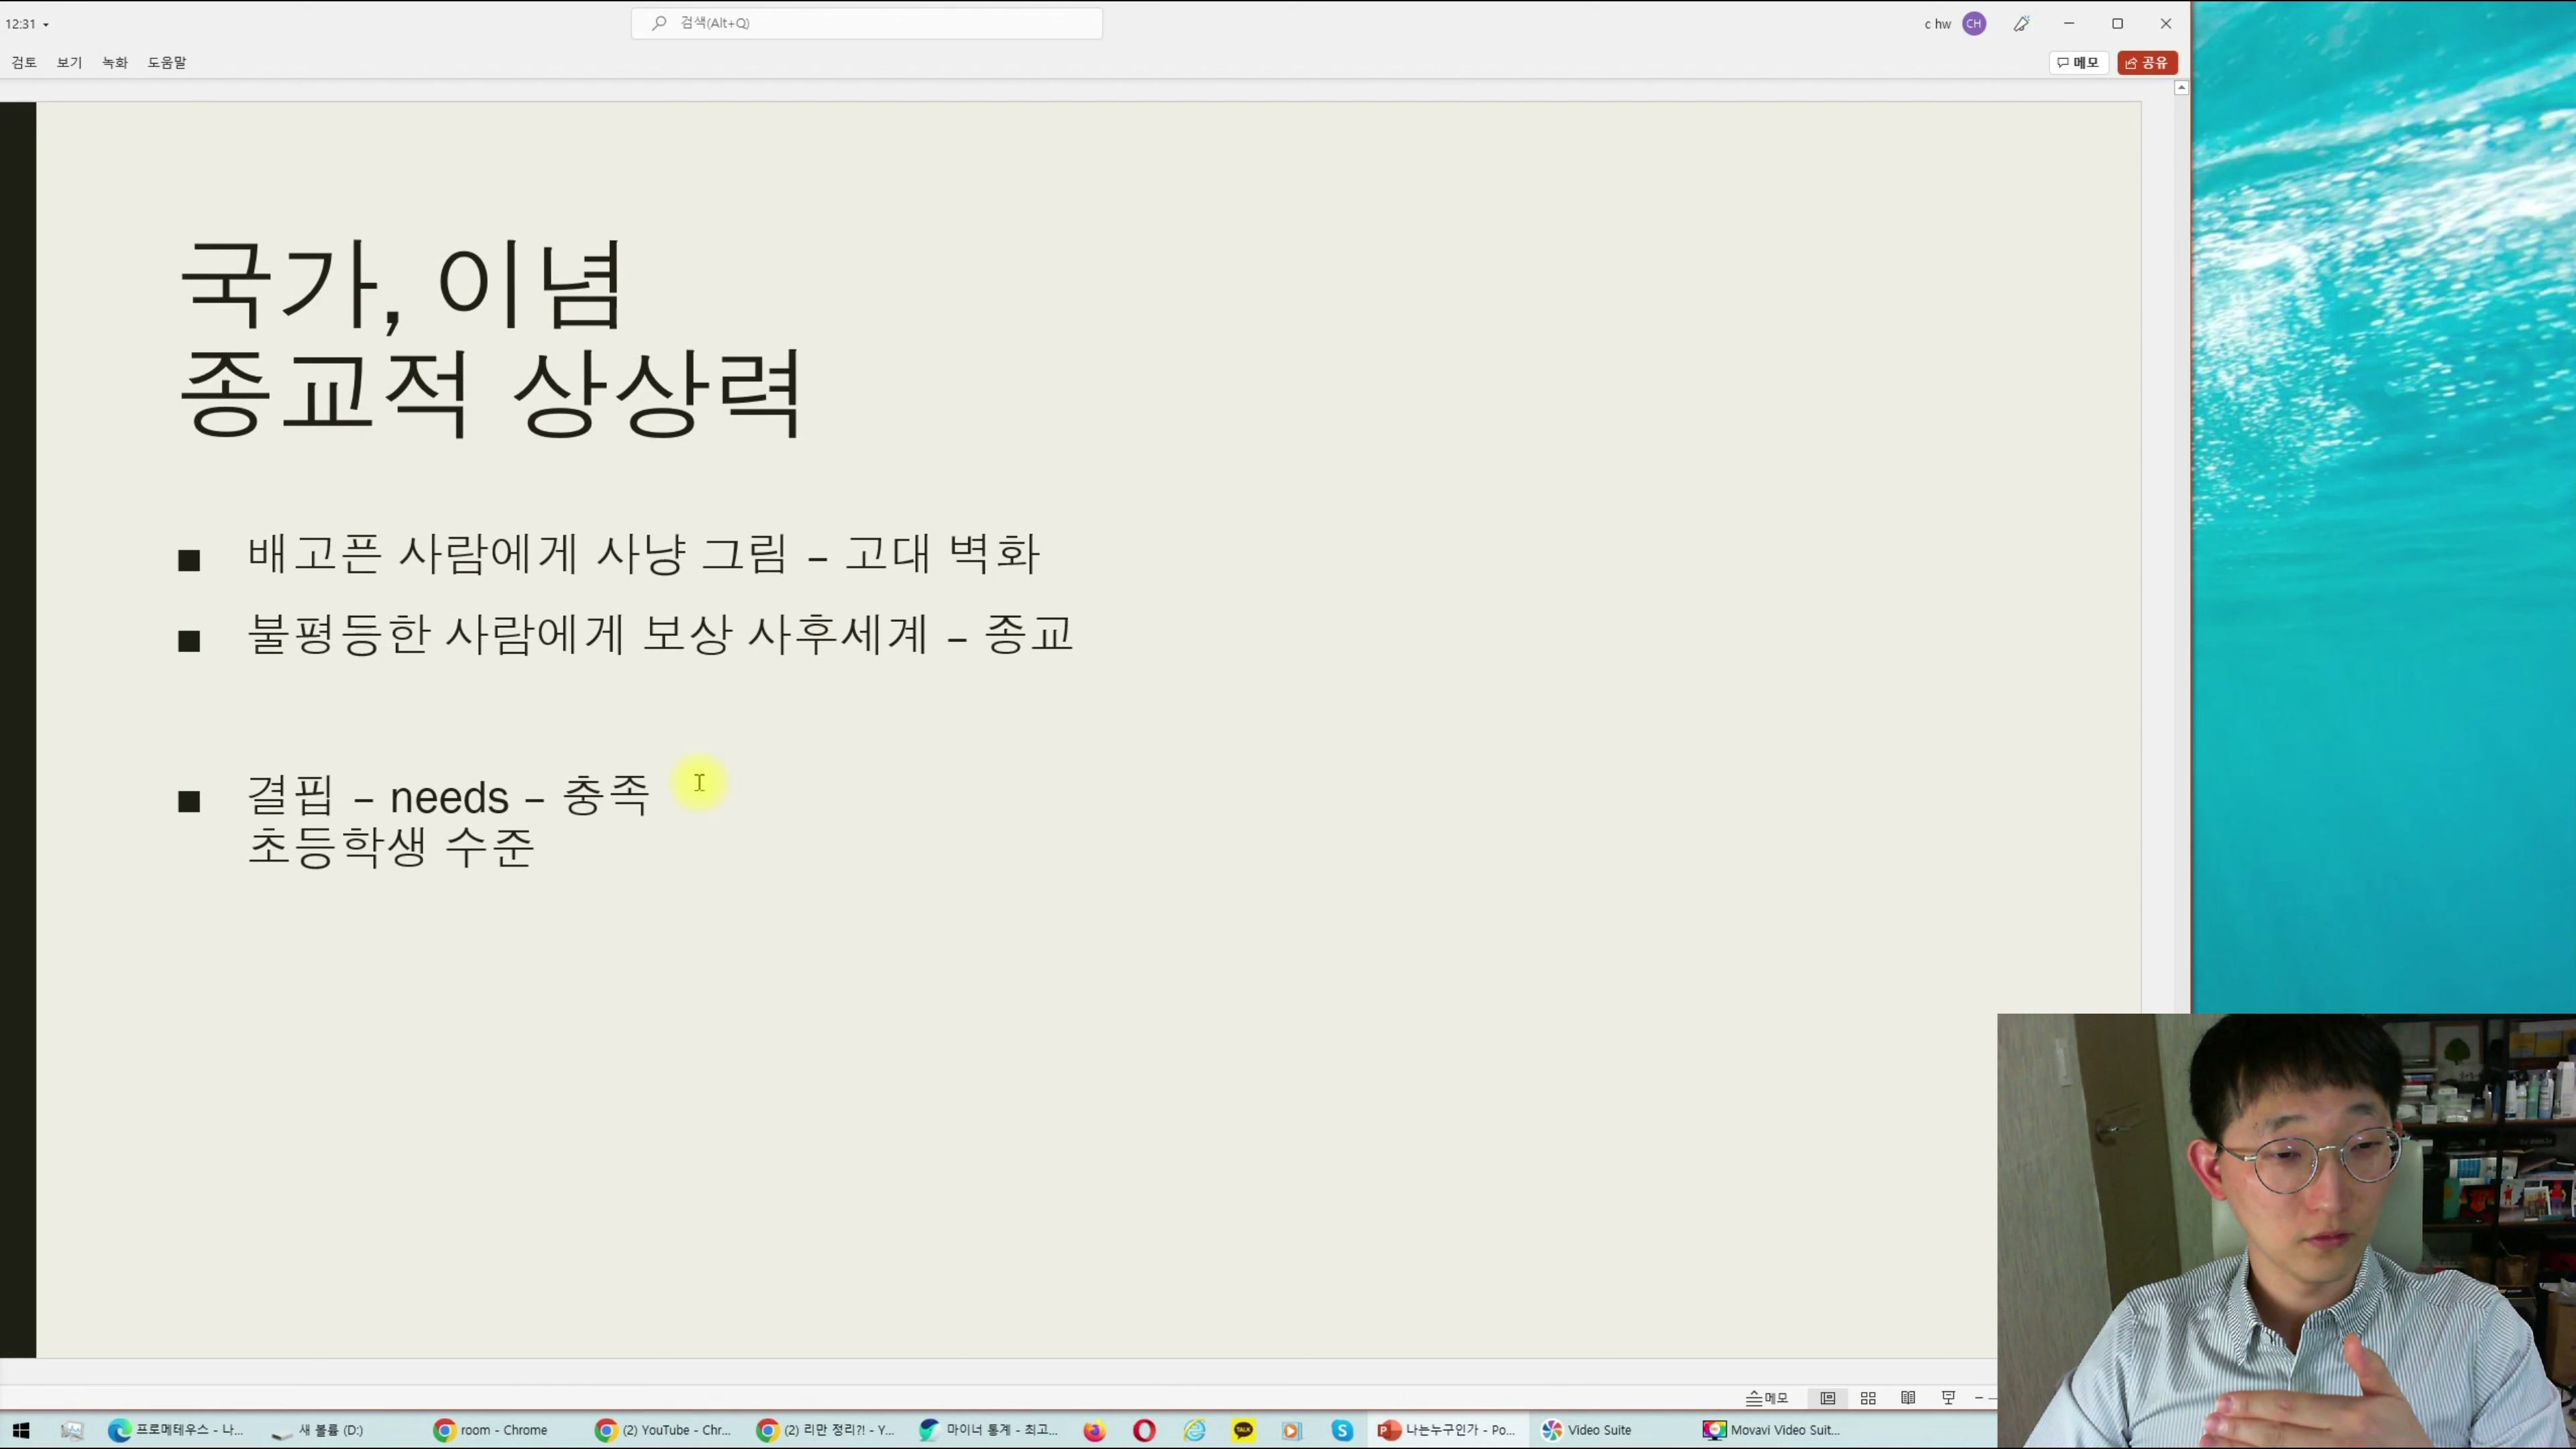 12:31
검색(Alt+Q)
c hw
CH
검토 보기 녹화 도움말
메모
공유
국가, 이념
종교적 상상력
■ 배고픈 사람에게 사냥 그림 – 고대 벽화
■ 불평등한 사람에게 보상 사후세계 – 종교
■ 결핍 – needs – 충족
초등학생 수준
메모
프로메테우스 - 나...
새 볼륨 (D:)
room - Chrome
(2) YouTube - Chr...
(2) 리만 정리?! - Y...
마이너 통계 - 최고...
TALK
나는누구인가 - Po...
Video Suite
Movavi Video Suit...